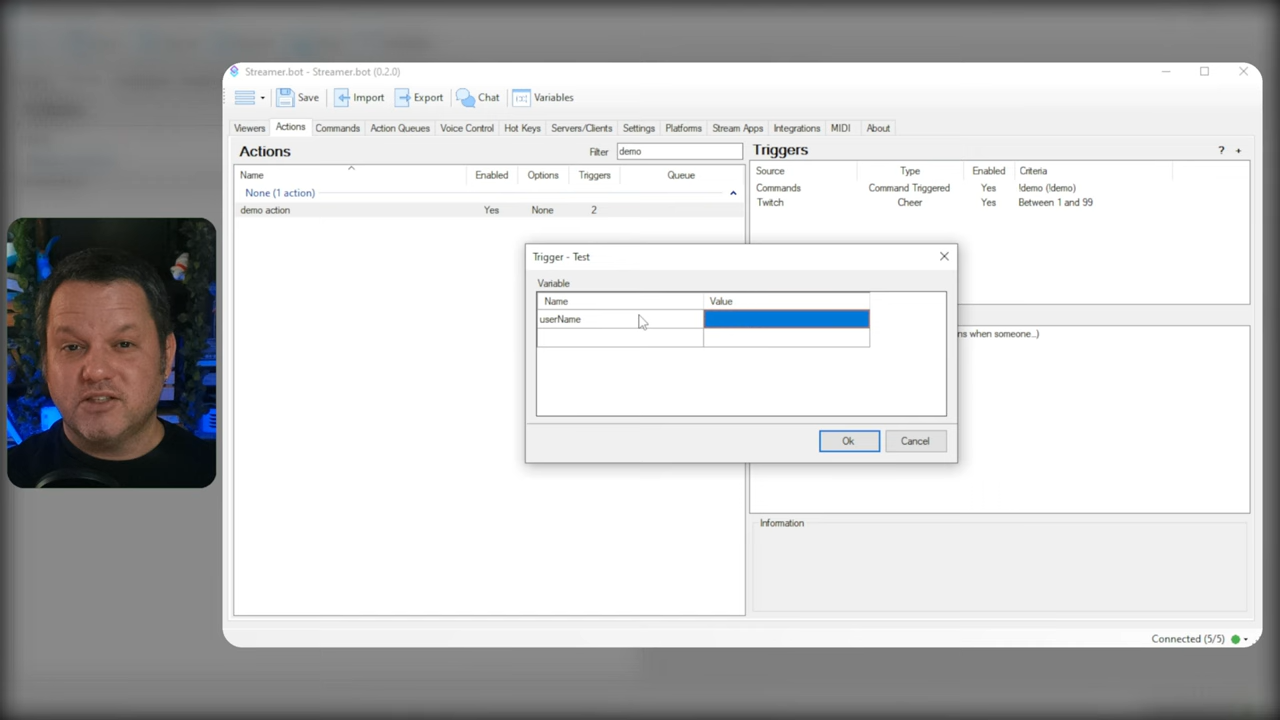 Streamer.bot - Streamer.bot (0.2.0)
Save Import Export Chat Variables
Viewers Actions Commands Action Queues Voice Control Hot Keys Servers/Clients Settings Platforms Stream Apps Integrations MIDI About
Actions Filter demo
Name Enabled Options Triggers Queue
None (1 action)
demo action Yes None 2
Triggers ? +
Source Type Enabled Criteria
Commands Command Triggered Yes !demo (!demo)
Twitch Cheer Yes Between 1 and 99
Trigger - Test
Variable
Name Value
userName
Ok Cancel
ns when someone...)
Information
Connected (5/5)